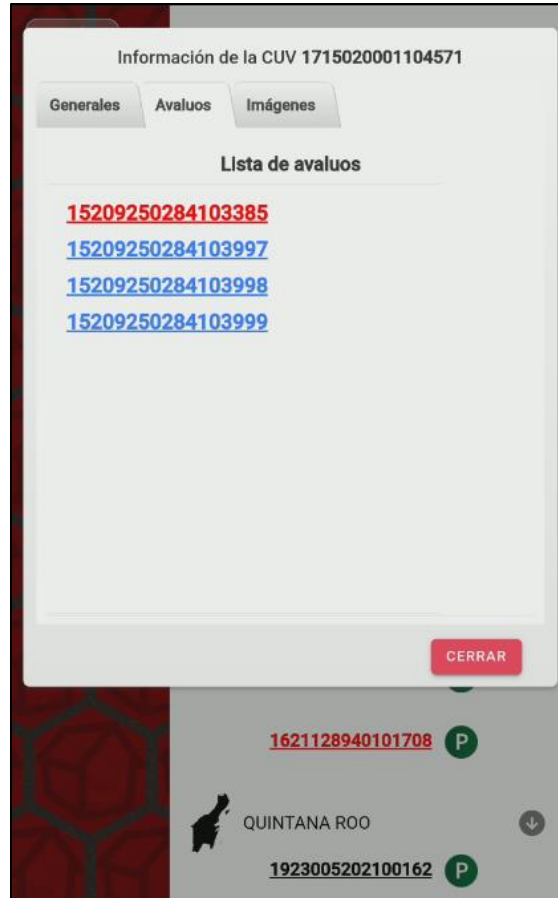 Información de la CUV 1715020001104571
Generales Avaluos Imágenes
Lista de avaluos
15209250284103385
15209250284103997
15209250284103998
15209250284103999
CERRAR
1621128940101708 P
QUINTANA ROO
1923005202100162 P